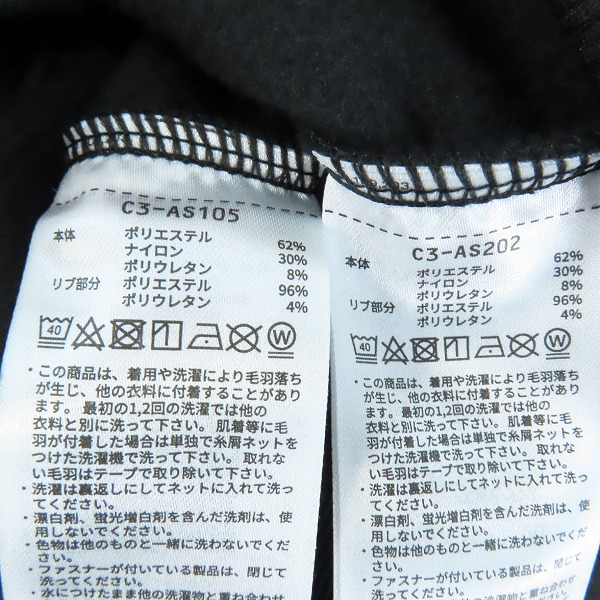 C3-AS105
本体 ポリエステル 62%
ナイロン 30%
ポリウレタン 8%
リブ部分 ポリエステル 96%
ポリウレタン 4%
40
W
・この商品は、着用や洗濯により毛羽落ち
が生じ、他の衣料に付着することがあり
ます。最初の1,2回の洗濯では他の
衣料と別に洗って下さい。肌着等に毛
羽が付着した場合は単独で糸屑ネットを
つけた洗濯機で洗って下さい。取れな
い毛羽はテープで取り除いて下さい。
・洗濯は裏返しにしてネットに入れて洗っ
てください。
・漂白剤、蛍光増白剤を含んだ洗剤は、使
用しないでください。
・色物は他のものと一緒に洗わないでくだ
さい。
・ファスナーが付いている製品は、閉じて
洗ってください。
・水につけたまま他の洗濯物と重ね合わせ
C3-AS202
本体 ポリエステル 62%
ナイロン 30%
ポリウレタン 8%
リブ部分 ポリエステル 96%
ポリウレタン 4%
40
W
・この商品は、着用や洗濯により毛羽落ち
が生じ、他の衣料に付着することがあり
ます。最初の1,2回の洗濯では他の
衣料と別に洗って下さい。肌着等に毛
羽が付着した場合は単独で糸屑ネットを
つけた洗濯機で洗って下さい。取れな
い毛羽はテープで取り除いて下さい。
・洗濯は裏返しにしてネットに入れて洗っ
てください。
・漂白剤、蛍光増白剤を含んだ洗剤は、使
用しないでください。
・色物は他のものと一緒に洗わないでくだ
さい。
・ファスナーが付いている製品は、閉じて
洗ってください。